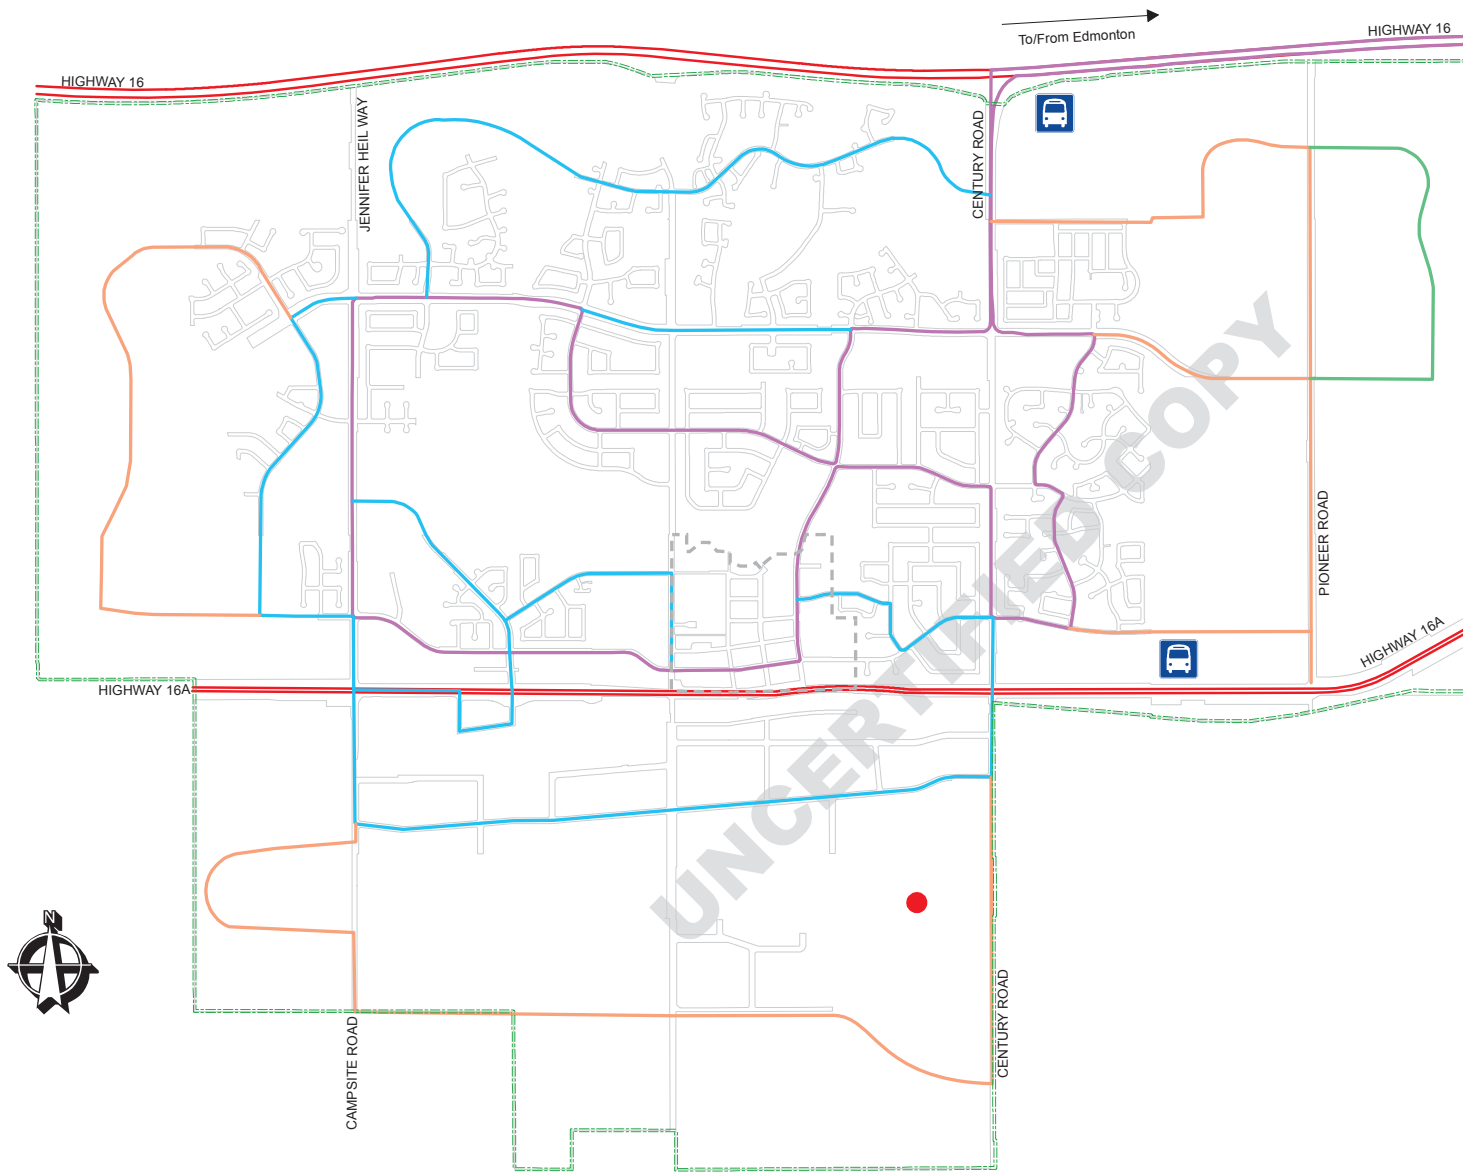 To/From Edmonton
HIGHWAY 16
HIGHWAY 16
JENNIFER HEIL WAY
CENTURY ROAD
PIONEER ROAD
HIGHWAY 16A
HIGHWAY 16A
UNCERTIFIED COPY
N
CAMPSITE ROAD
CENTURY ROAD